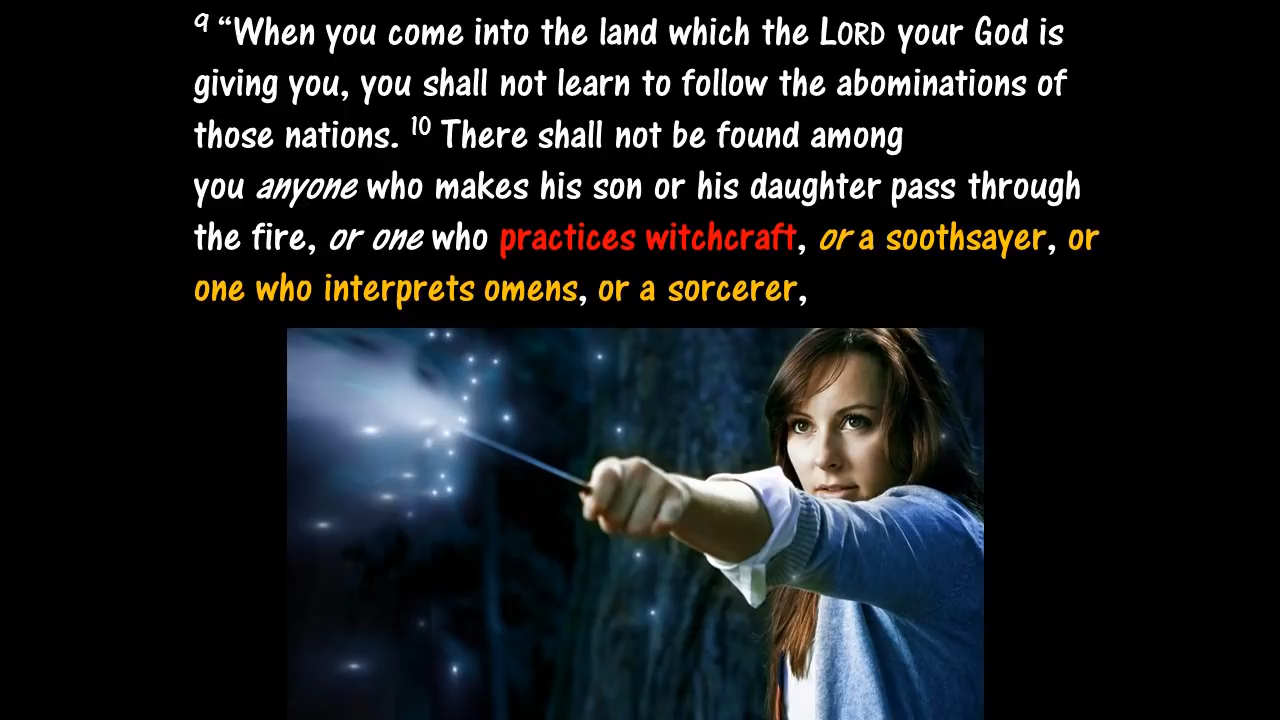 9 “When you come into the land which the LORD your God is
giving you, you shall not learn to follow the abominations of
those nations. 10 There shall not be found among
you anyone who makes his son or his daughter pass through
the fire, or one who practices witchcraft, or a soothsayer, or
one who interprets omens, or a sorcerer,